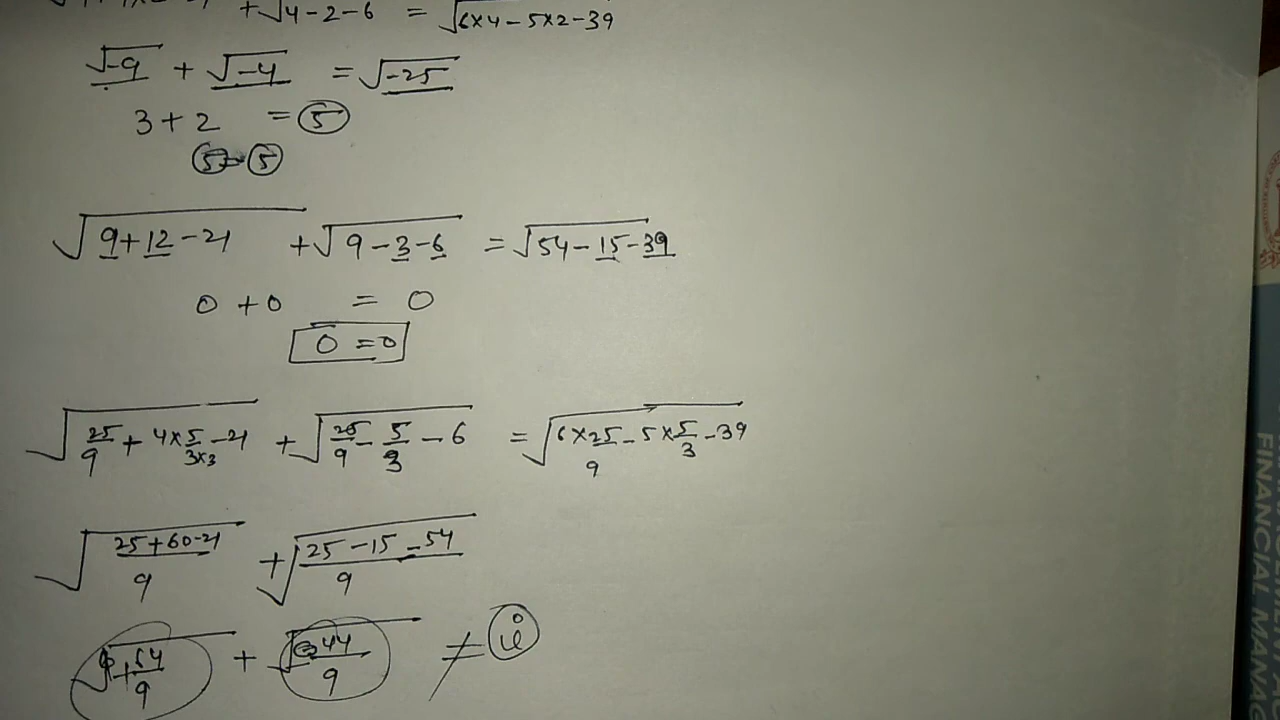 +√4-2-6 = √6×4-5×2-39
√-9 + √-4 = √-25
3+2 = 5
5=5
√9+12-21 + √9-3-6 = √54-15-39
0+0 = 0
0=0
√25/9 + 4×5/3×3 -21 + √25/9 - 5/3 - 6 = √6×25/9 - 5×5/3 - 39
√25+60-21/9 + √25-15-54/9
√+54/9 + √-44/9 ≠
FINANCIAL MANAG